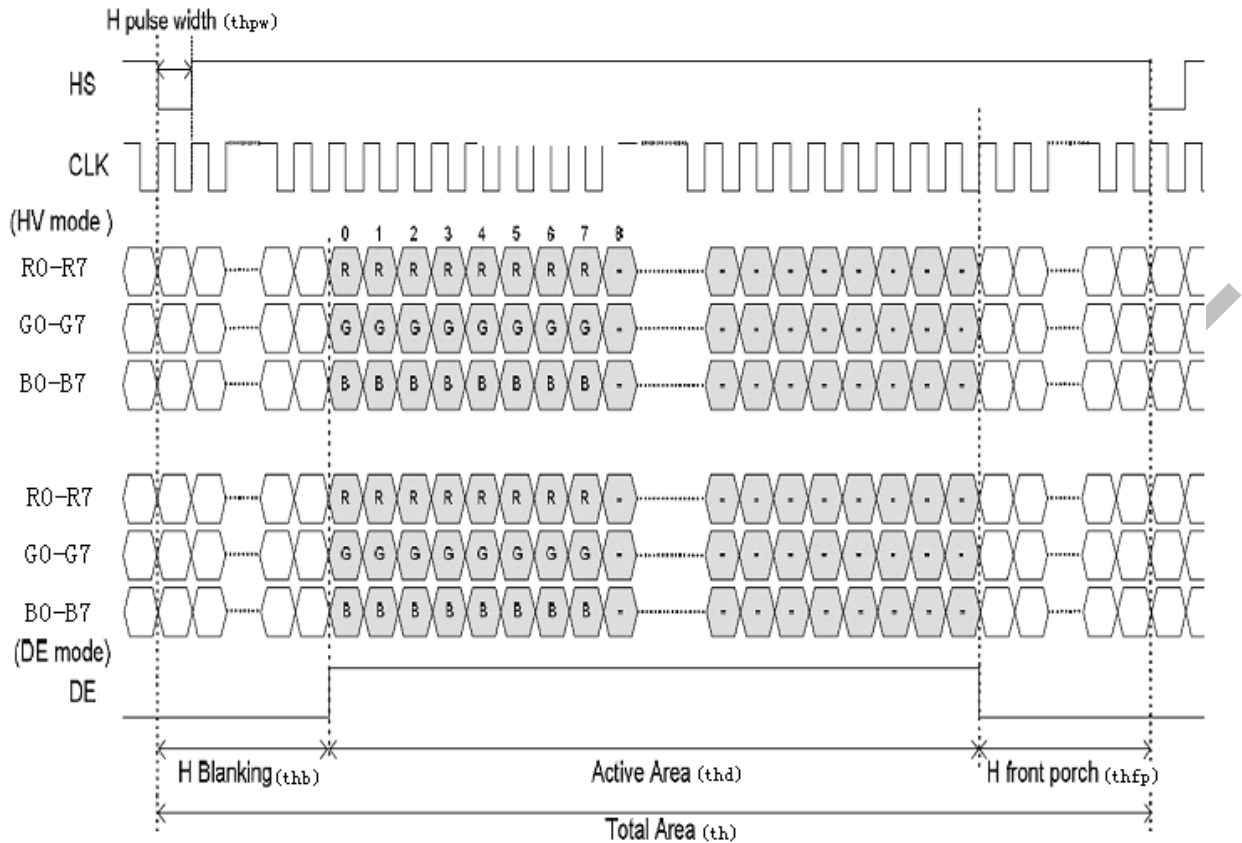 H pulse width (thpw)
HS
CLK
(HV mode )
0 1 2 3 4 5 6 7 8
R0-R7 R R R R R R R R - - - - - - - - -
G0-G7 G G G G G G G G - - - - - - - - -
B0-B7 B B B B B B B B - - - - - - - - -
R0-R7 R R R R R R R R - - - - - - - - -
G0-G7 G G G G G G G G - - - - - - - - -
B0-B7 B B B B B B B B - - - - - - - - -
(DE mode)
DE
H Blanking(thb) Active Area (thd) H front porch (thfp)
Total Area (th)